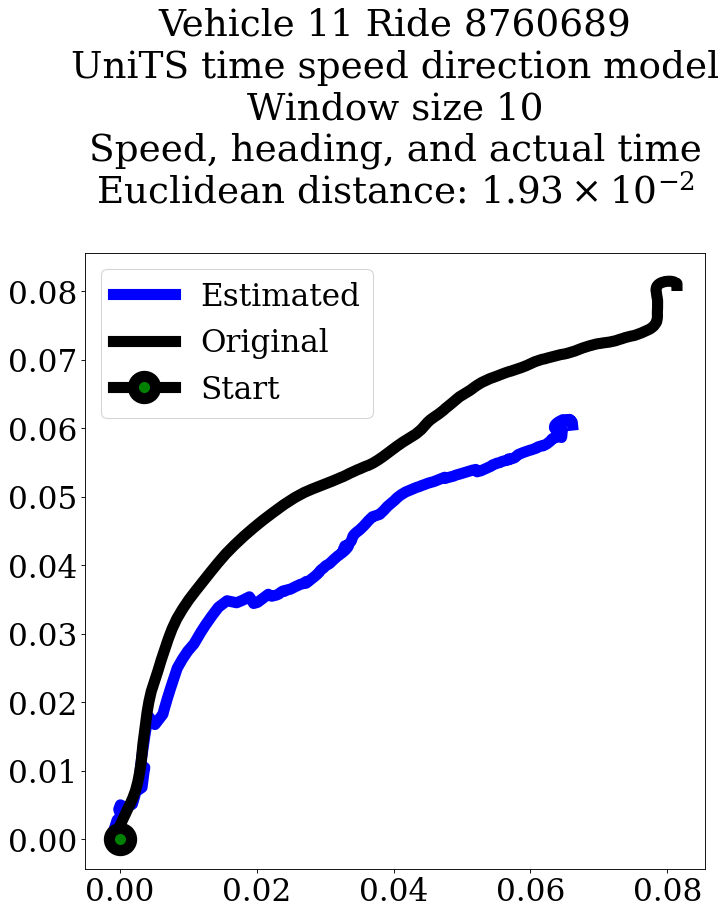 Vehicle 11 Ride 8760689
UniTS time speed direction model
Window size 10
Speed, heading, and actual time
Euclidean distance: 1.93 × 10⁻²
Estimated
Original
Start
0.08
0.07
0.06
0.05
0.04
0.03
0.02
0.01
0.00
0.00 0.02 0.04 0.06 0.08